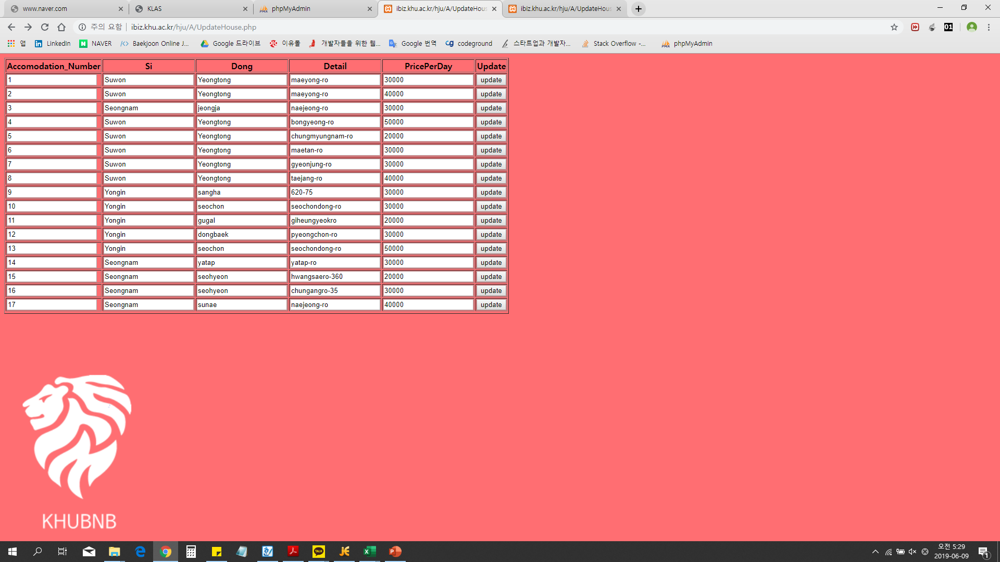 www.naver.com
KLAS
phpMyAdmin
ibiz.khu.ac.kr/hju/A/UpdateHous
ibiz.khu.ac.kr/hju/A/UpdateHous
주의 요함 ibiz.khu.ac.kr/hju/A/UpdateHouse.php
01
앱 LinkedIn NAVER Baekjoon Online J... Google 드라이브 이유몰 개발자들을 위한 웹... Google 번역 codeground 스타트업과 개발자... Stack Overflow -... phpMyAdmin
Accomodation_Number Si Dong Detail PricePerDay Update
1 Suwon Yeongtong maeyong-ro 30000 update
2 Suwon Yeongtong maeyong-ro 40000 update
3 Seongnam jeongja naejeong-ro 30000 update
4 Suwon Yeongtong bongyeong-ro 50000 update
5 Suwon Yeongtong chungmyungnam-ro 20000 update
6 Suwon Yeongtong maetan-ro 30000 update
7 Suwon Yeongtong gyeonjung-ro 30000 update
8 Suwon Yeongtong taejang-ro 40000 update
9 Yongin sangha 620-75 30000 update
10 Yongin seochon seochondong-ro 30000 update
11 Yongin gugal giheungyeokro 20000 update
12 Yongin dongbaek pyeongchon-ro 30000 update
13 Yongin seochon seochondong-ro 50000 update
14 Seongnam yatap yatap-ro 30000 update
15 Seongnam seohyeon hwangsaero-360 20000 update
16 Seongnam seohyeon chungangro-35 30000 update
17 Seongnam sunae naejeong-ro 40000 update
KHUBNB
TALK
오전 5:29
2019-06-09
1